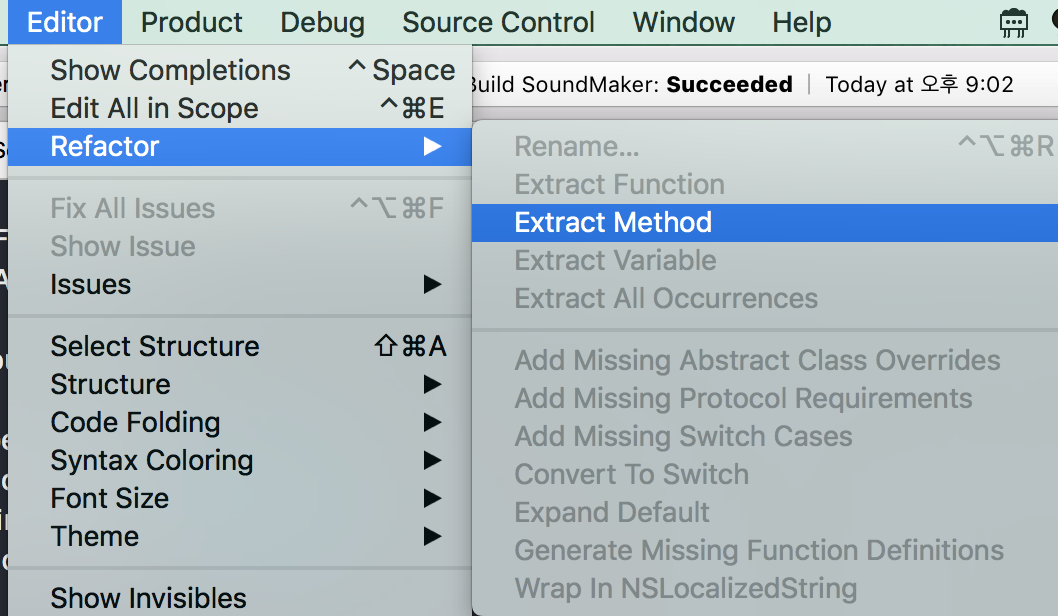 Editor Product Debug Source Control Window Help
Show Completions ^ Space
Build SoundMaker: Succeeded | Today at 오후 9:02
Edit All in Scope ^⌘E
Refactor ▶
Rename... ^⌥⌘R
Extract Function
Extract Method
Extract Variable
Extract All Occurrences
Add Missing Abstract Class Overrides
Add Missing Protocol Requirements
Add Missing Switch Cases
Convert To Switch
Expand Default
Generate Missing Function Definitions
Wrap In NSLocalizedString
Fix All Issues ^⌥⌘F
Show Issue
Issues ▶
Select Structure ⇧⌘A
Structure ▶
Code Folding ▶
Syntax Coloring ▶
Font Size ▶
Theme ▶
Show Invisibles